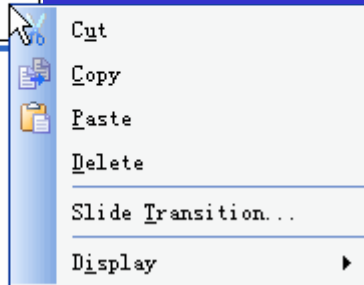 Cut
Copy
Paste
Delete
Slide Transition...
Display